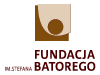 FUNDACJA
IM. STEFANA BATOREGO